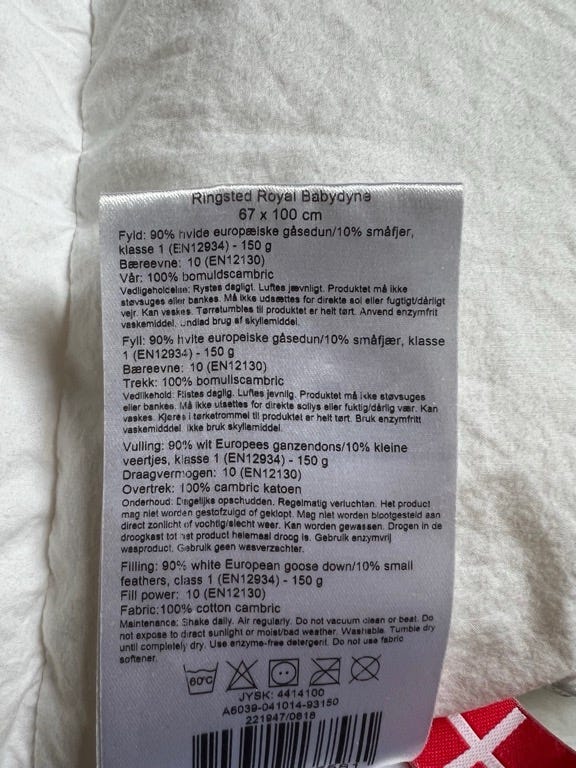 Ringsted Royal Babydyne
67 x 100 cm
Fyld: 90% hvide europæiske gåsedun/10% småfjer,
klasse 1 (EN12934) - 150 g
Bæreevne: 10 (EN12130)
Vår: 100% bomuldscambric
Vedligeholdelse: Rystes dagligt. Luftes jævnligt. Produktet må ikke
støvsuges eller bankes. Må ikke udsættes for direkte sol eller fugtigt/dårligt
vejr. Kan vaskes. Tørretumbles til produktet er helt tørt. Anvend enzymfrit
vaskemiddel. Undlad brug af skyllemiddel.
Fyll: 90% hvite europeiske gåsedun/10% småfjær, klasse
1 (EN12934) - 150 g
Bæreevne: 10 (EN12130)
Trekk: 100% bomullscambric
Vedlikehold: Ristes daglig. Luftes jevnlig. Produktet må ikke støvsuges
eller bankes. Må ikke utsettes for direkte sollys eller fuktig/dårlig vær. Kan
vaskes. Kjøres i tørketrommel til produktet er helt tørt. Bruk enzymfritt
vaskemiddel. Ikke bruk skyllemiddel.
Vulling: 90% wit Europees ganzendons/10% kleine
veertjes, klasse 1 (EN12934) - 150 g
Draagvermogen: 10 (EN12130)
Overtrek: 100% cambric katoen
Onderhoud: Dagelijks opschudden. Regelmatig verluchten. Het product
mag niet worden gestofzuigd of geklopt. Mag niet worden blootgesteld aan
direct zonlicht of vochtig/slecht weer. Kan worden gewassen. Drogen in de
droogkast tot het product helemaal droog is. Gebruik enzymvrij
wasproduct. Gebruik geen wasverzachter.
Filling: 90% white European goose down/10% small
feathers, class 1 (EN12934) - 150 g
Fill power: 10 (EN12130)
Fabric:100% cotton cambric
Maintenance: Shake daily. Air regularly. Do not vacuum clean or beat. Do
not expose to direct sunlight or moist/bad weather. Washable. Tumble dry
until completely dry. Use enzyme-free detergent. Do not use fabric
softener.
60°C
JYSK: 4414100
A6039-041014-93150
221947/0618